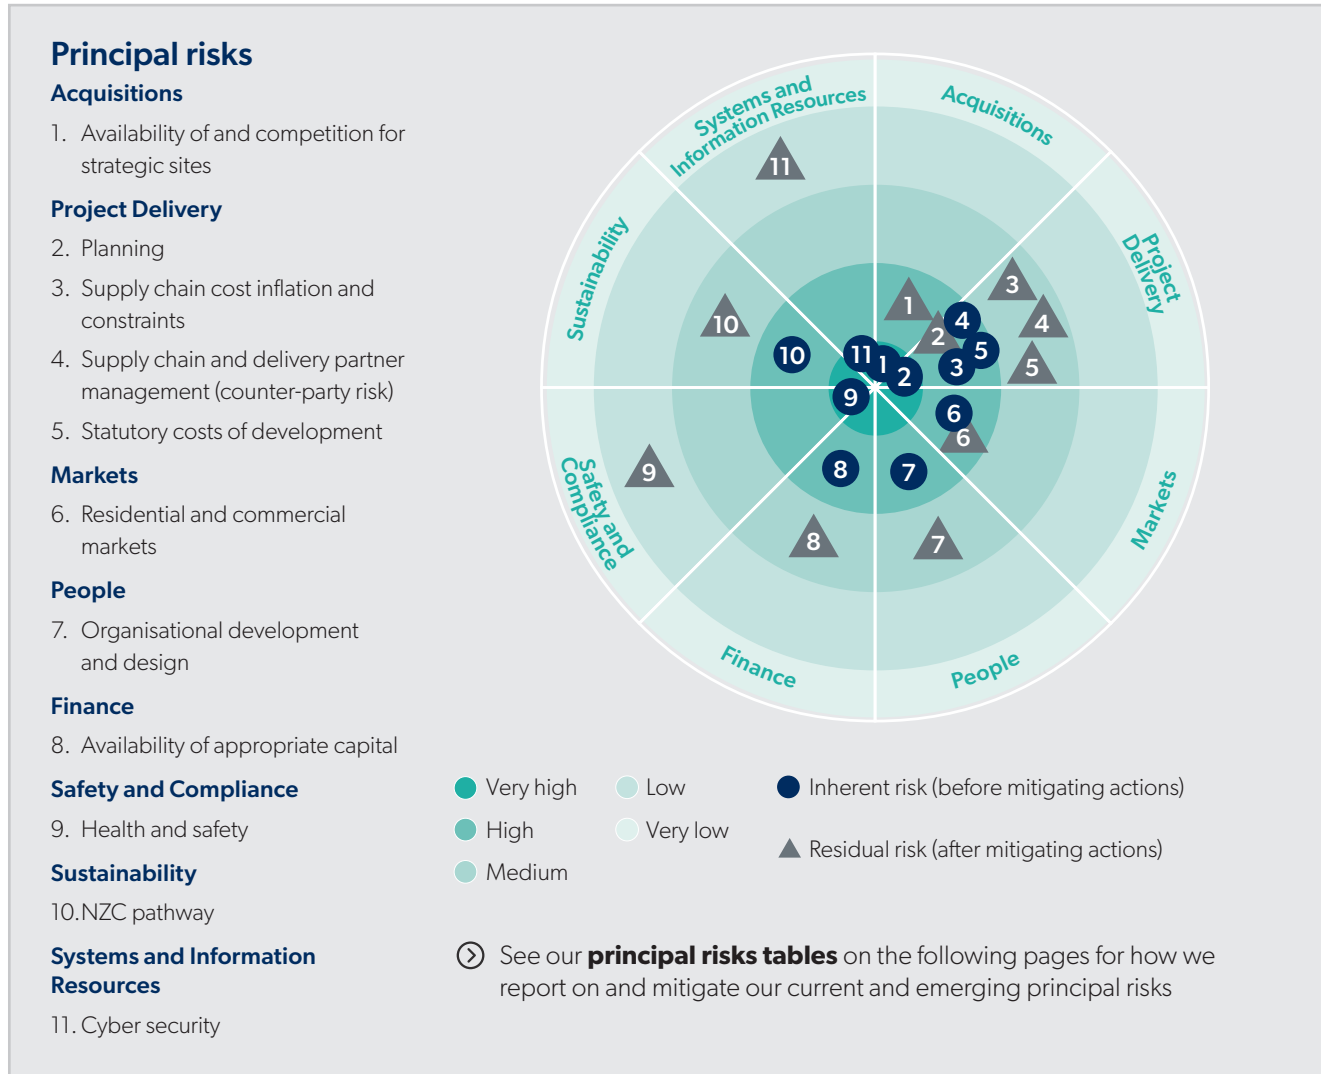 Principal risks
Acquisitions
1. Availability of and competition for
strategic sites
Project Delivery
2. Planning
3. Supply chain cost inflation and
constraints
4. Supply chain and delivery partner
management (counter-party risk)
5. Statutory costs of development
Markets
6. Residential and commercial
markets
People
7. Organisational development
and design
Finance
8. Availability of appropriate capital
Safety and Compliance
9. Health and safety
Sustainability
10. NZC pathway
Systems and Information
Resources
11. Cyber security
Systems and
Information Resources
Acquisitions
Project
Delivery
Markets
People
Finance
Safety and
Compliance
Sustainability
11
3
1
10
4
2
4
5
5
11
1
10
3
2
9
6
6
9
8
7
8
7
Very high
High
Medium
Low
Very low
Inherent risk (before mitigating actions)
Residual risk (after mitigating actions)
See our principal risks tables on the following pages for how we
report on and mitigate our current and emerging principal risks